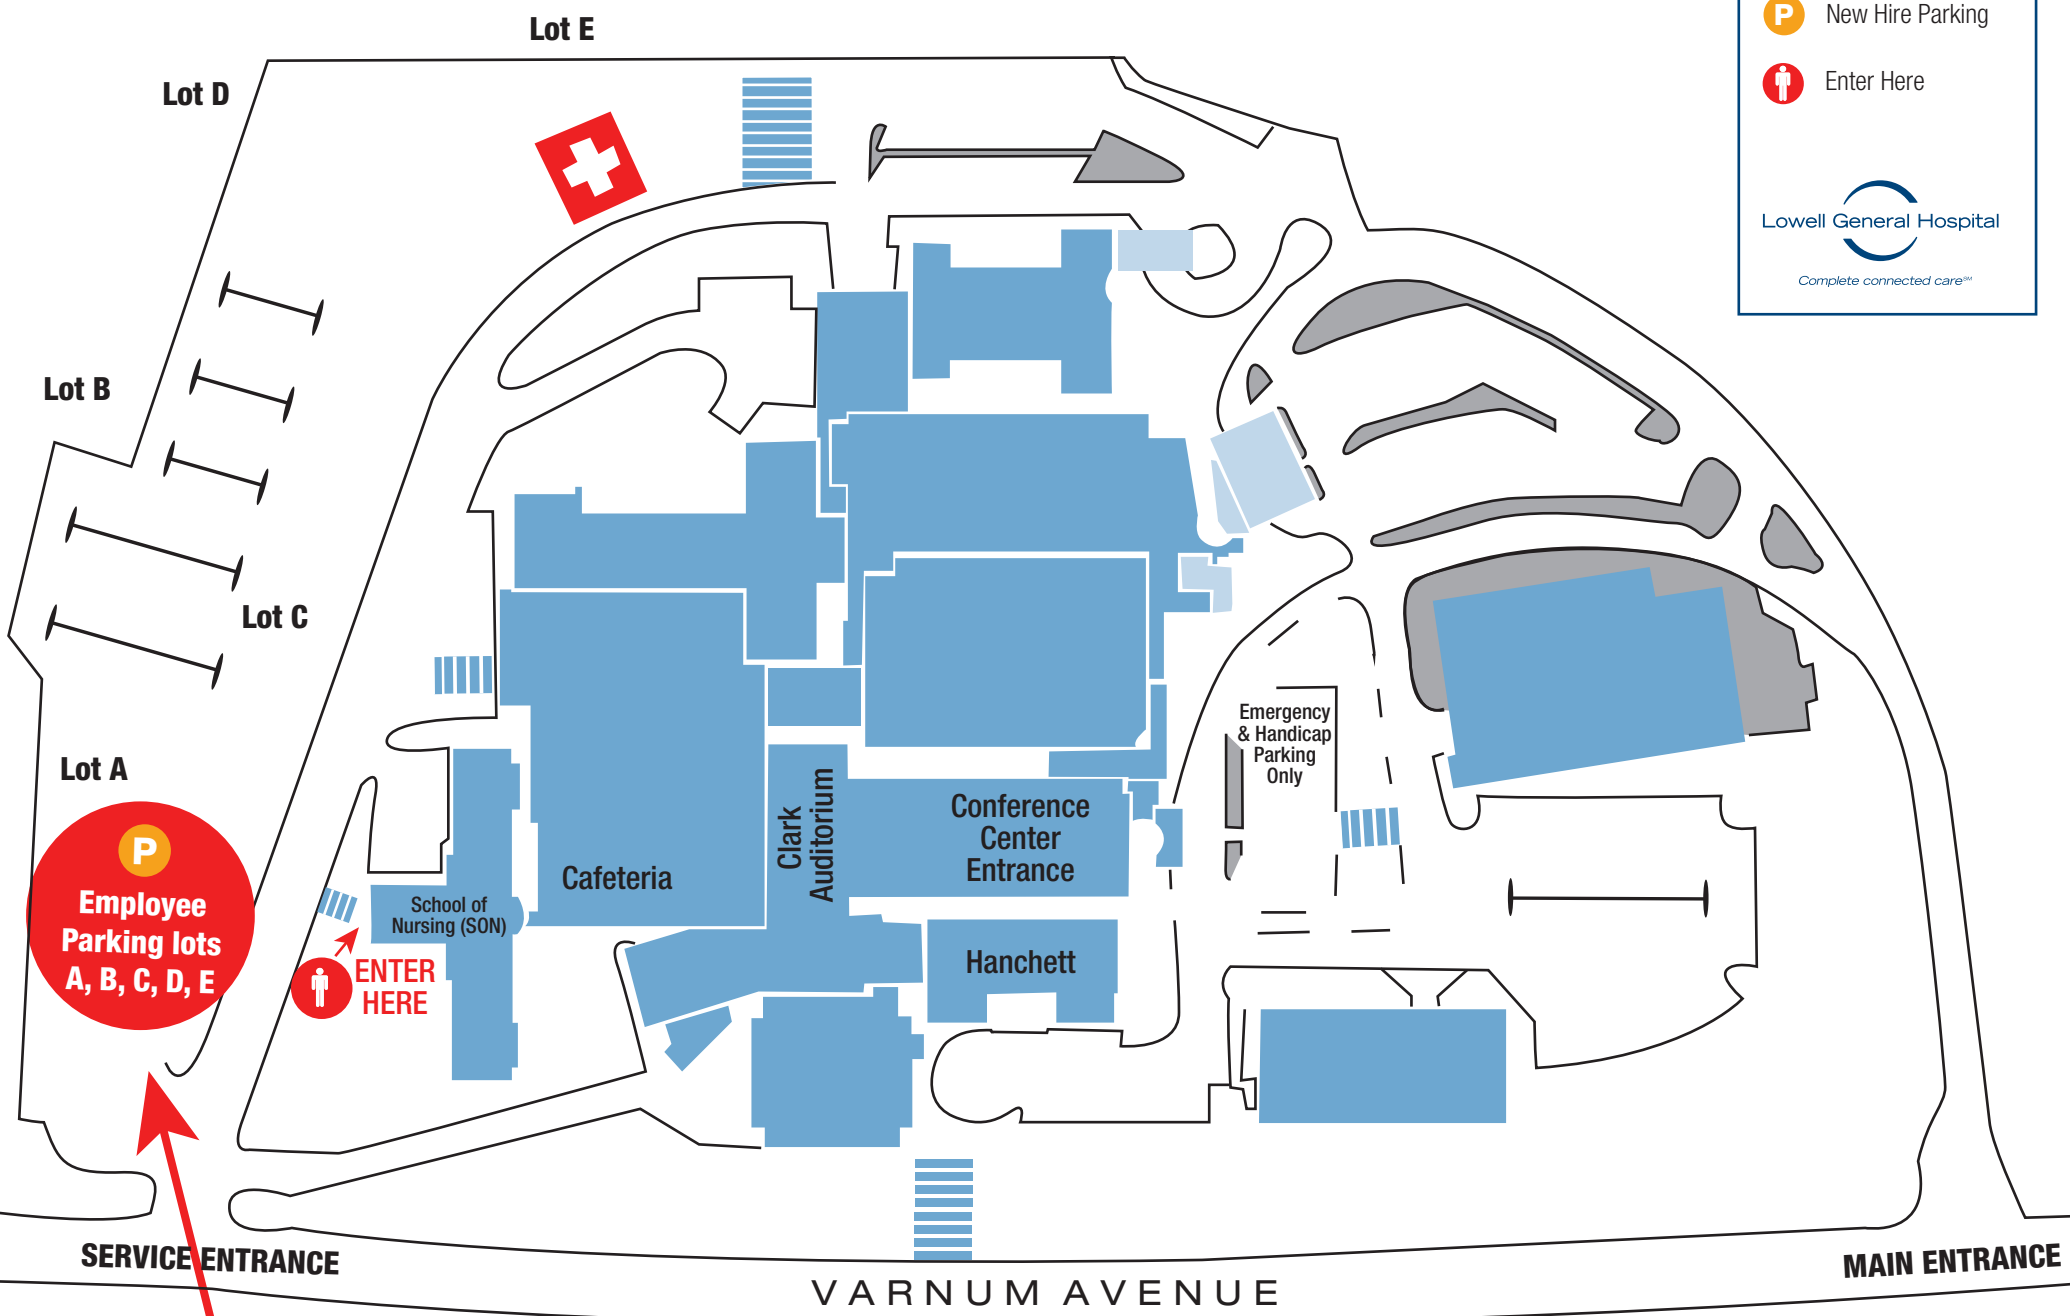 Lot E
P New Hire Parking
Enter Here
Lowell General Hospital
Complete connected care℠
Lot D
Lot B
Lot C
Emergency
& Handicap
Parking
Only
Lot A
P
Employee
Parking lots
A, B, C, D, E
Clark
Auditorium
Conference
Center
Entrance
Cafeteria
School of
Nursing (SON)
ENTER
HERE
Hanchett
SERVICE ENTRANCE
MAIN ENTRANCE
VARNUM AVENUE